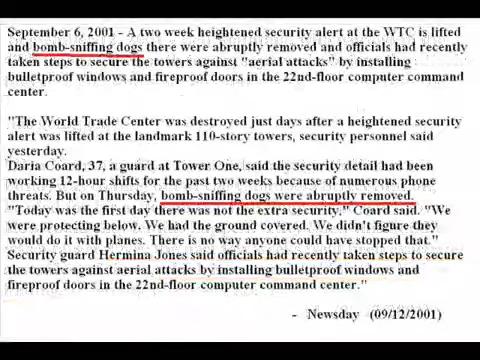 September 6, 2001 - A two week heightened security alert at the WTC is lifted
and bomb-sniffing dogs there were abruptly removed and officials had recently
taken steps to secure the towers against "aerial attacks" by installing
bulletproof windows and fireproof doors in the 22nd-floor computer command
center.
"The World Trade Center was destroyed just days after a heightened security
alert was lifted at the landmark 110-story towers, security personnel said
yesterday.
Daria Coard, 37, a guard at Tower One, said the security detail had been
working 12-hour shifts for the past two weeks because of numerous phone
threats. But on Thursday, bomb-sniffing dogs were abruptly removed.
"Today was the first day there was not the extra security." Coard said. "We
were protecting below. We had the ground covered. We didn't figure they
would do it with planes. There is no way anyone could have stopped that."
Security guard Hermina Jones said officials had recently taken steps to secure
the towers against aerial attacks by installing bulletproof windows and
fireproof doors in the 22nd-floor computer command center."
- Newsday (09/12/2001)